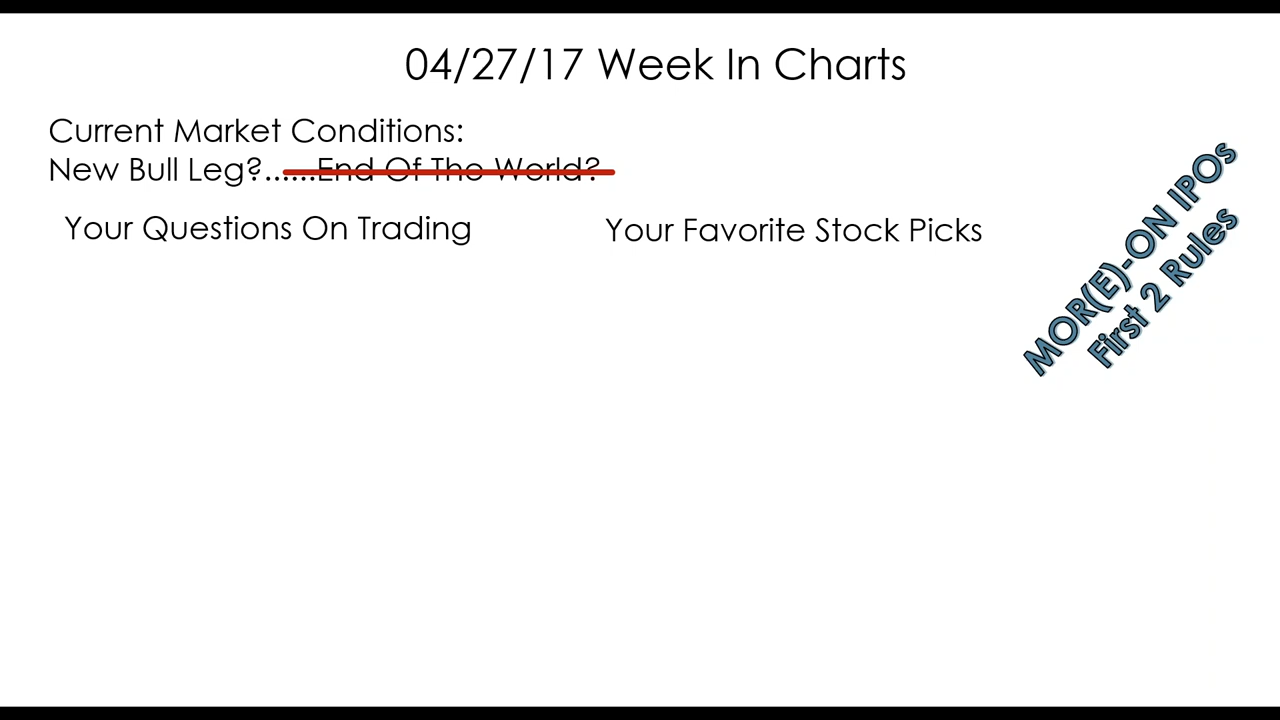 04/27/17 Week In Charts
Current Market Conditions:
New Bull Leg?......End Of The World?
Your Questions On Trading
Your Favorite Stock Picks
MOR(E)-ON IPOs
First 2 Rules